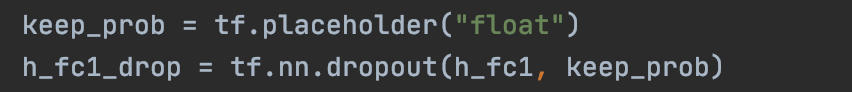 keep_prob = tf.placeholder("float")
h_fc1_drop = tf.nn.dropout(h_fc1, keep_prob)